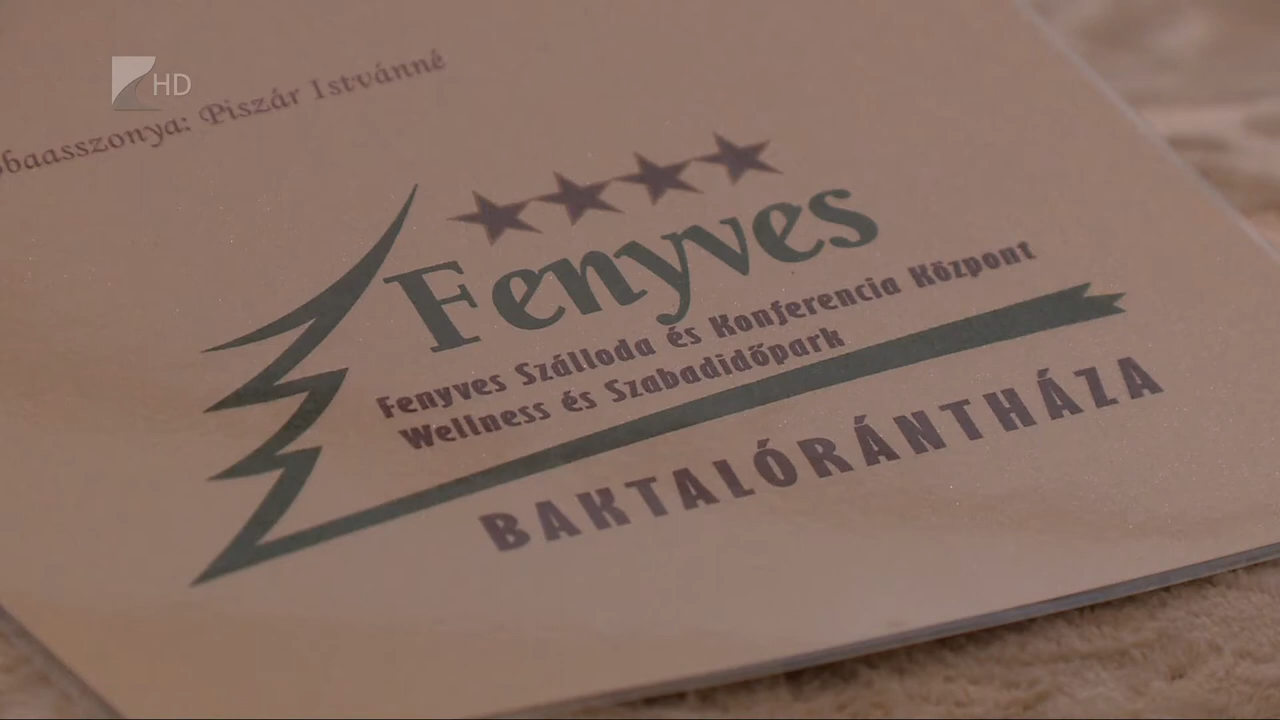 HD
Piszár Istvánné
Fenyves
Fenyves Szálloda és Konferencia Központ
Wellness és Szabadidőpark
BAKTALÓRÁNTHÁZA